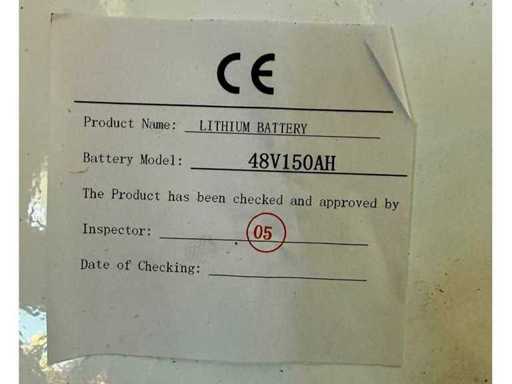 CE
Product Name: LITHIUM BATTERY
Battery Model: 48V150AH
The Product has been checked and approved by
Inspector: 05
Date of Checking: